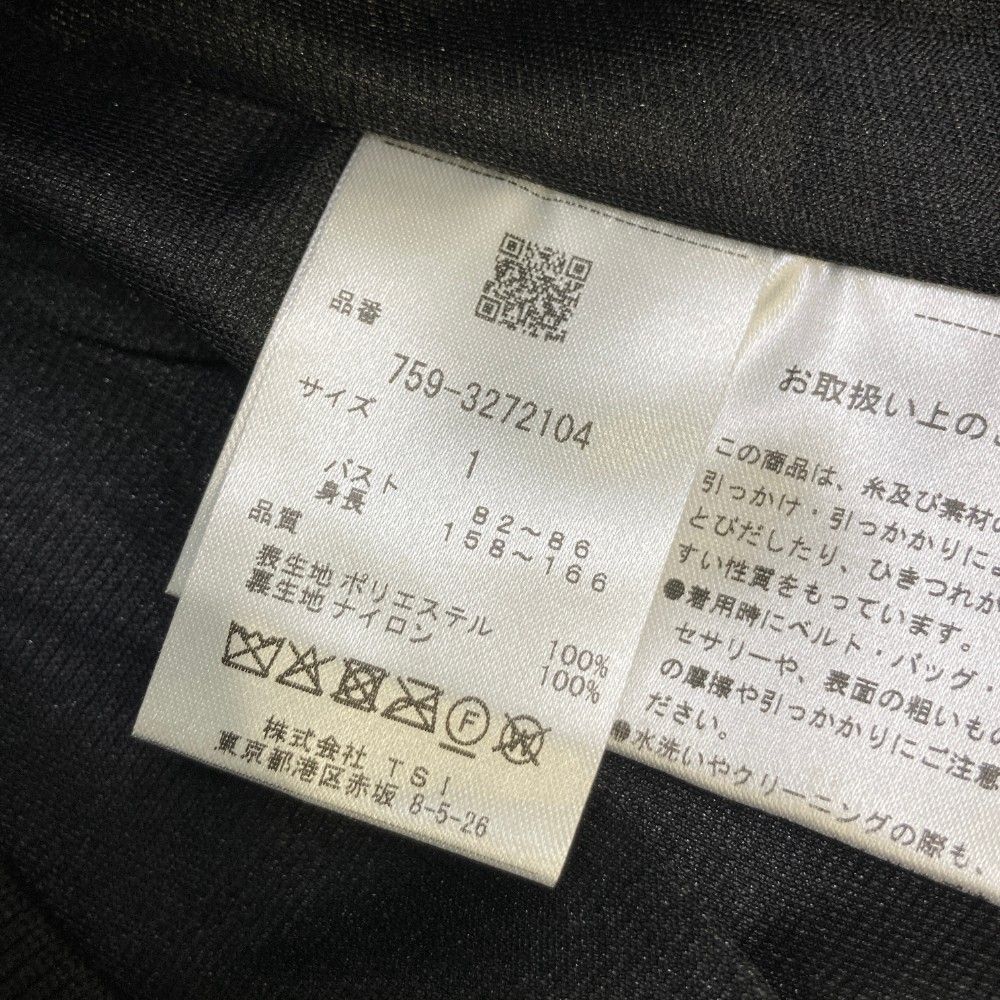 品番
759-3272104
サイズ
1
バスト 82～86
身長 158～166
品質
表生地 ポリエステル 100%
裏生地 ナイロン 100%
F
W
株式会社 TSI
東京都港区赤坂 8-5-26
お取扱い上の
この商品は、糸及び素材
引っかけ・引っかかりによ
とびだしたり、ひきつれが
すい性質をもっています。
●着用時にベルト・バッグ・
セサリーや、表面の粗いもの
の摩擦や引っかかりにご注意
ださい。
●水洗いやクリーニングの際も、